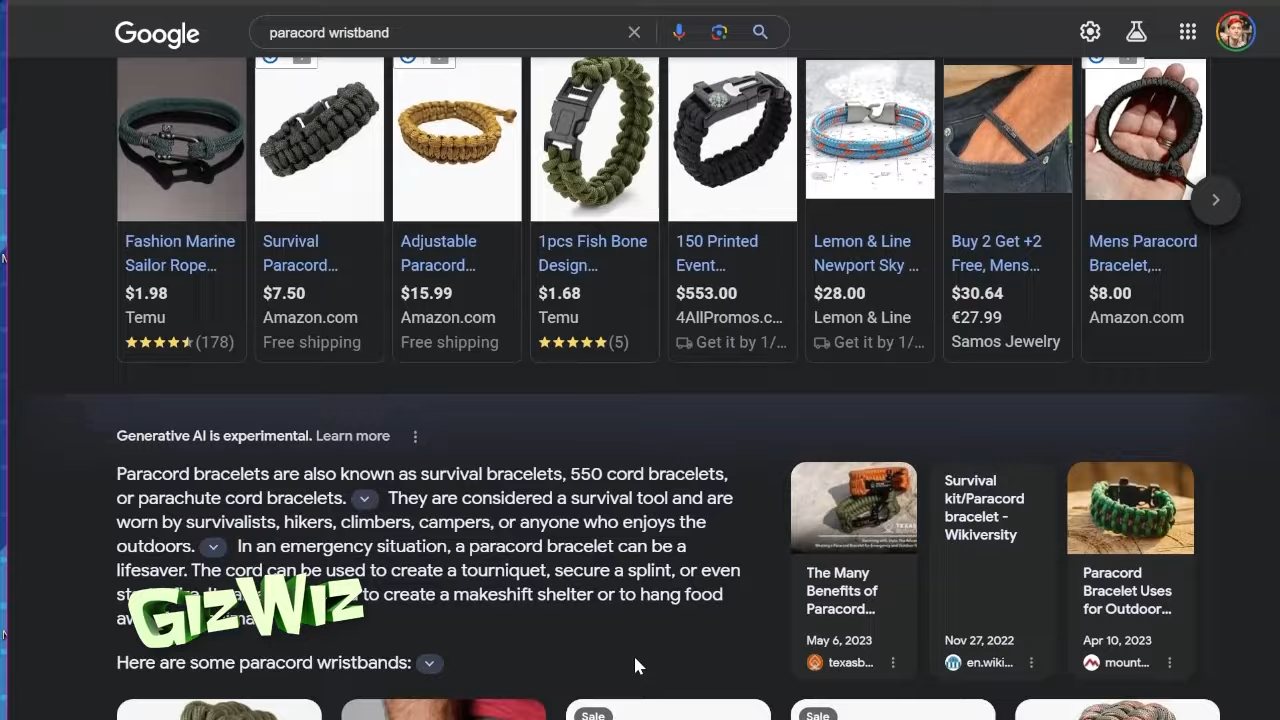 Google
paracord wristband
Fashion Marine
Sailor Rope...
$1.98
Temu
(178)
Survival
Paracord...
$7.50
Amazon.com
Free shipping
Adjustable
Paracord...
$15.99
Amazon.com
Free shipping
1pcs Fish Bone
Design...
$1.68
Temu
(5)
150 Printed
Event...
$553.00
4AllPromos.c...
Get it by 1/...
Lemon & Line
Newport Sky ...
$28.00
Lemon & Line
Get it by 1/...
Buy 2 Get +2
Free, Mens...
$30.64
€27.99
Samos Jewelry
Mens Paracord
Bracelet,...
$8.00
Amazon.com
Generative AI is experimental. Learn more
Paracord bracelets are also known as survival bracelets, 550 cord bracelets,
or parachute cord bracelets. They are considered a survival tool and are
worn by survivalists, hikers, climbers, campers, or anyone who enjoys the
outdoors. In an emergency situation, a paracord bracelet can be a
lifesaver. The cord can be used to create a tourniquet, secure a splint, or even
to create a makeshift shelter or to hang food
GizWiz
Here are some paracord wristbands:
The Many
Benefits of
Paracord...
May 6, 2023
texasb...
Survival
kit/Paracord
bracelet -
Wikiversity
Nov 27, 2022
en.wiki...
Paracord
Bracelet Uses
for Outdoor...
Apr 10, 2023
mount...
Sale
Sale